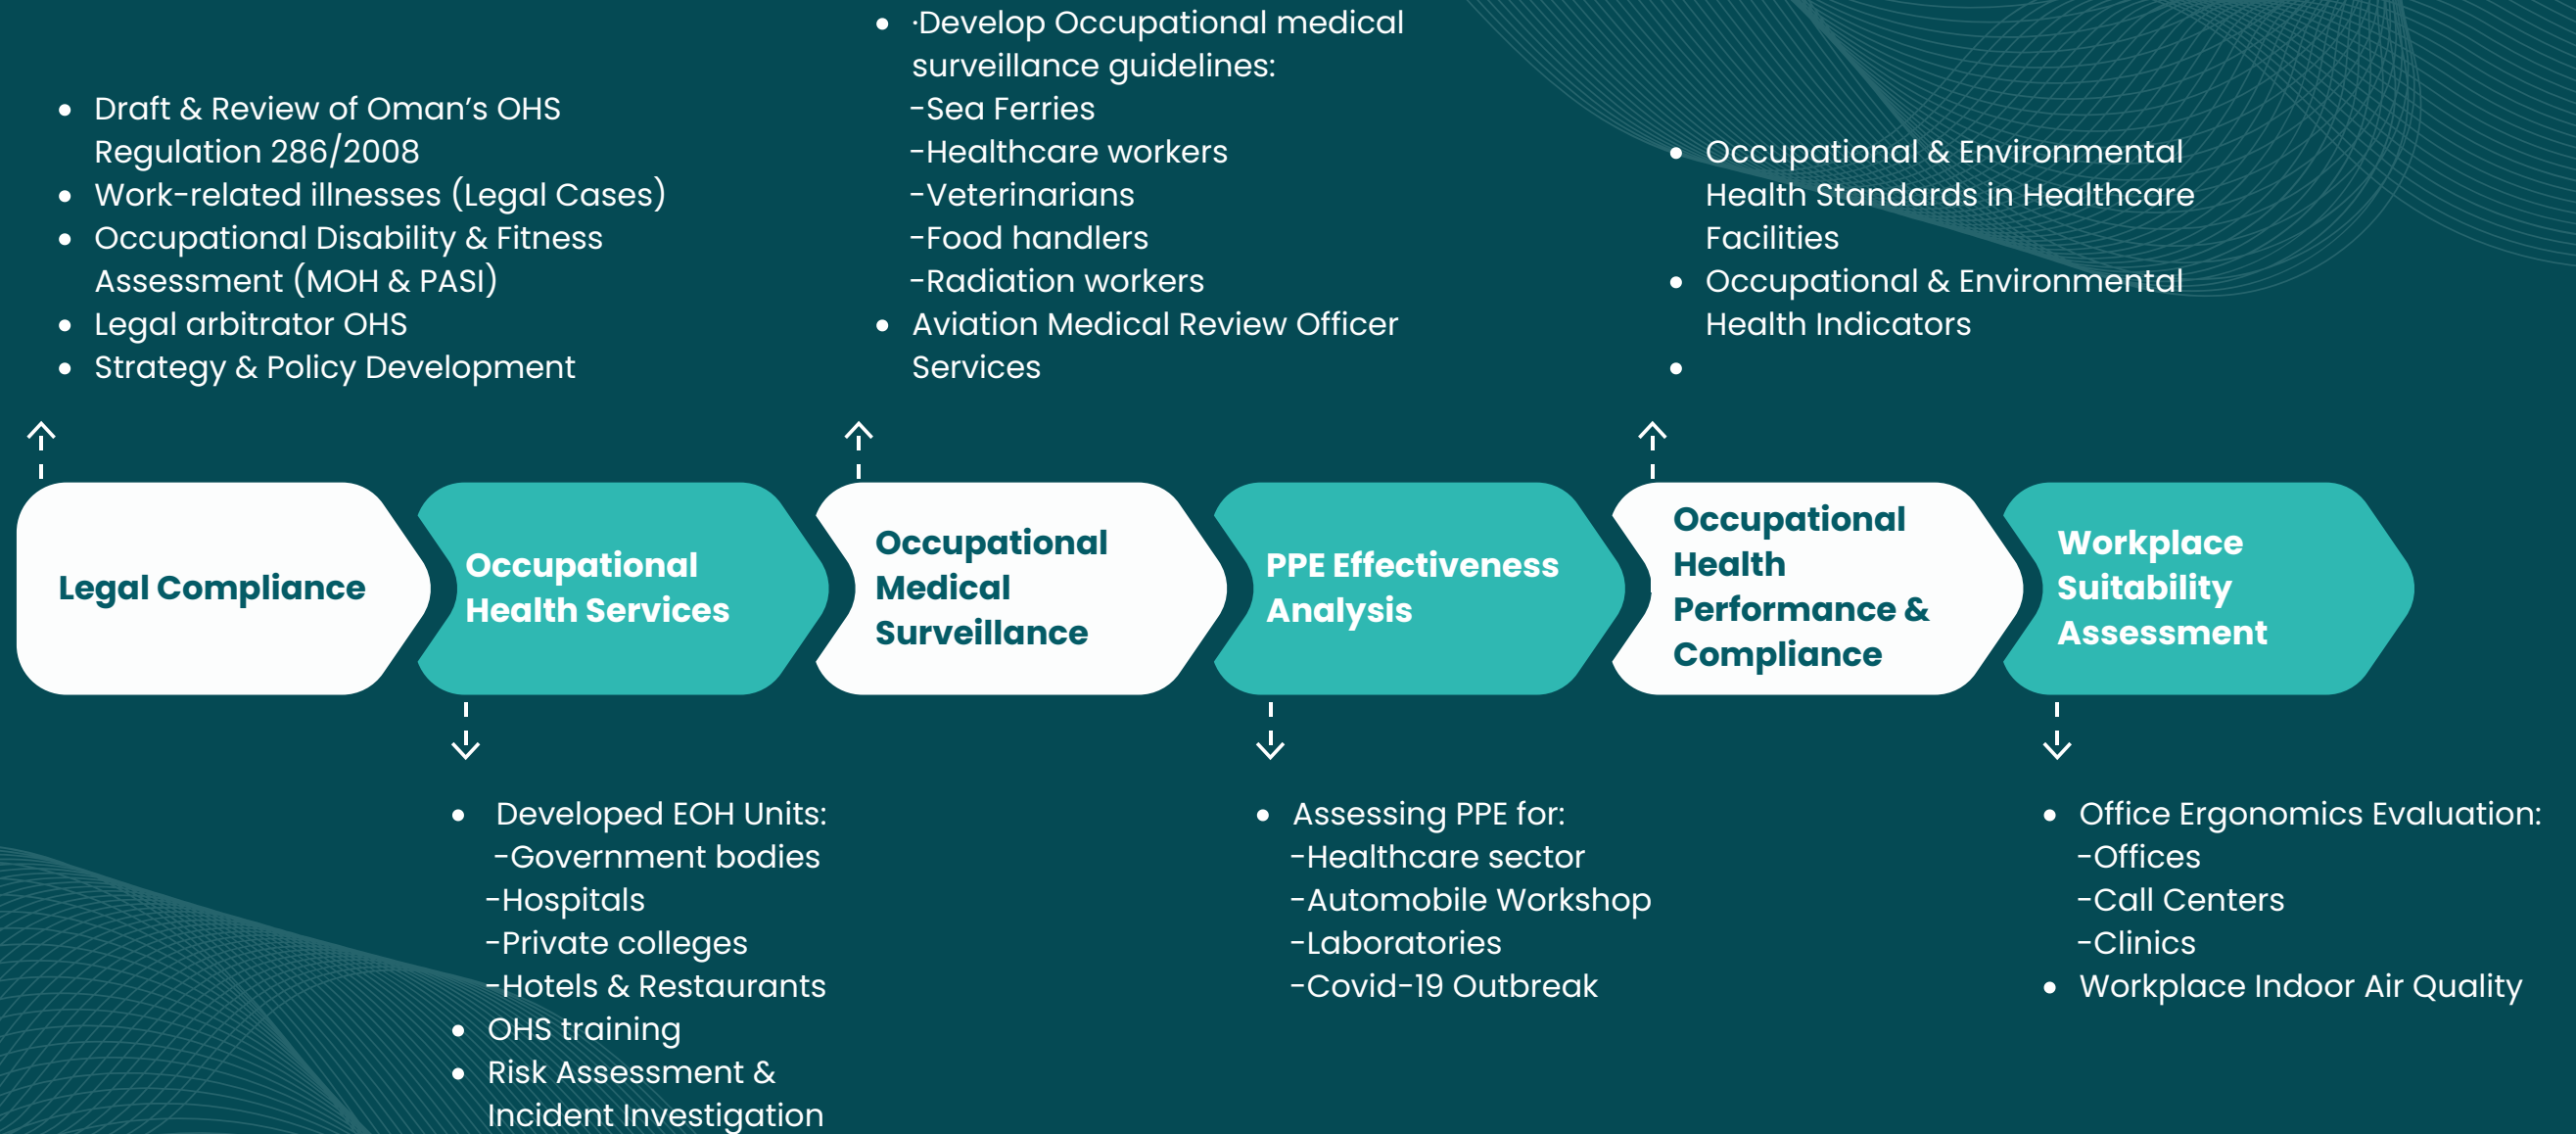 • Draft & Review of Oman's OHS
Regulation 286/2008
• Work-related illnesses (Legal Cases)
• Occupational Disability & Fitness
Assessment (MOH & PASI)
• Legal arbitrator OHS
• Strategy & Policy Development
• ·Develop Occupational medical
surveillance guidelines:
-Sea Ferries
-Healthcare workers
-Veterinarians
-Food handlers
-Radiation workers
• Aviation Medical Review Officer
Services
• Occupational & Environmental
Health Standards in Healthcare
Facilities
• Occupational & Environmental
Health Indicators
•
Legal Compliance
Occupational
Health Services
Occupational
Medical
Surveillance
PPE Effectiveness
Analysis
Occupational
Health
Performance &
Compliance
Workplace
Suitability
Assessment
• Developed EOH Units:
-Government bodies
-Hospitals
-Private colleges
-Hotels & Restaurants
• OHS training
• Risk Assessment &
Incident Investigation
• Assessing PPE for:
-Healthcare sector
-Automobile Workshop
-Laboratories
-Covid-19 Outbreak
• Office Ergonomics Evaluation:
-Offices
-Call Centers
-Clinics
• Workplace Indoor Air Quality